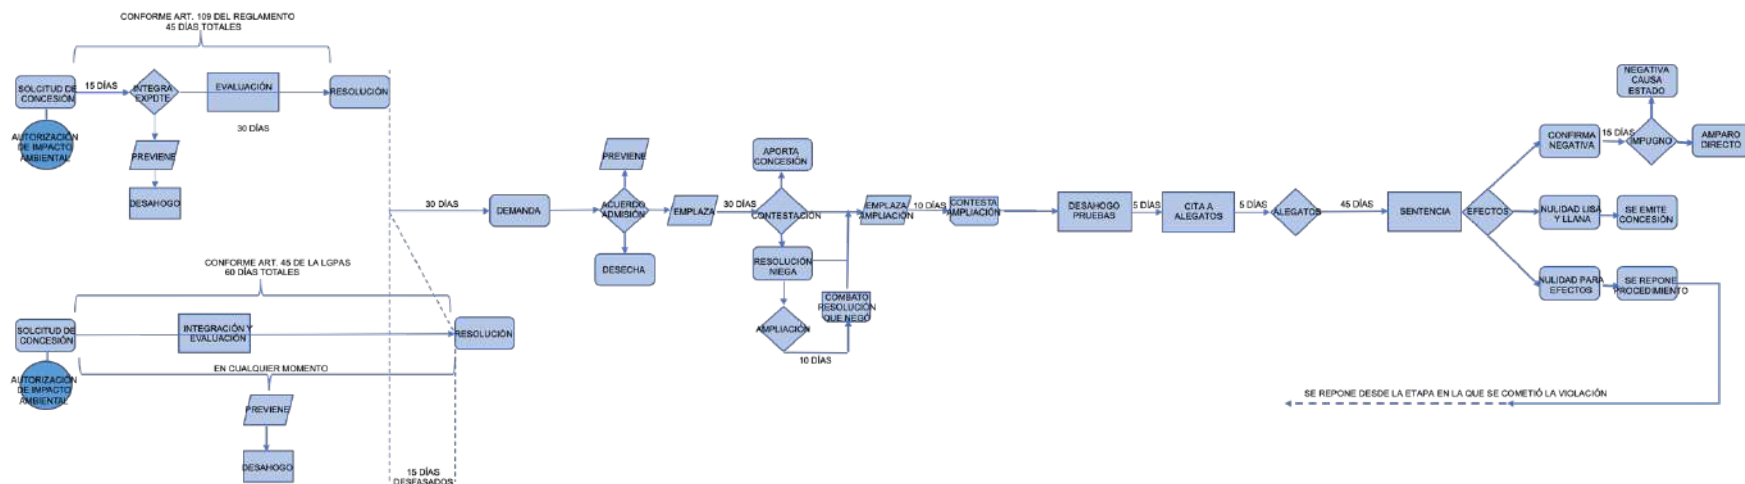 CONFORME ART. 109 DEL REGLAMENTO
45 DÍAS TOTALES
SOLCITUD DE
CONCESIÓN
15 DÍAS
INTEGRA
EXPDTE
EVALUACIÓN
RESOLUCIÓN
30 DÍAS
AUTORIZACIÓN
DE IMPACTO
AMBIENTAL
PREVIENE
DESAHOGO
CONFORME ART. 45 DE LA LGPAS
60 DÍAS TOTALES
SOLCITUD DE
CONCESIÓN
INTEGRACIÓN Y
EVALUACIÓN
RESOLUCIÓN
AUTORIZACIÓN
DE IMPACTO
AMBIENTAL
EN CUALQUIER MOMENTO
PREVIENE
DESAHOGO
15 DÍAS
DESFASADOS
30 DÍAS
DEMANDA
PREVIENE
ACUERDO
ADMISIÓN
DESECHA
EMPLAZA
30 DÍAS
APORTA
CONCESIÓN
CONTESTACIÓN
RESOLUCIÓN
NIEGA
AMPLIACIÓN
10 DÍAS
COMBATO
RESOLUCIÓN
QUE NEGÓ
EMPLAZA
AMPLIACIÓN
10 DÍAS
CONTESTA
AMPLIACIÓN
DESAHOGO
PRUEBAS
5 DÍAS
CITA A
ALEGATOS
5 DÍAS
ALEGATOS
45 DÍAS
SENTENCIA
EFECTOS
CONFIRMA
NEGATIVA
15 DÍAS
IMPUGNO
NEGATIVA
CAUSA
ESTADO
AMPARO
DIRECTO
NULIDAD LISA
Y LLANA
SE EMITE
CONCESIÓN
NULIDAD PARA
EFECTOS
SE REPONE
PROCEDIMIENTO
SE REPONE DESDE LA ETAPA EN LA QUE SE COMETIÓ LA VIOLACIÓN